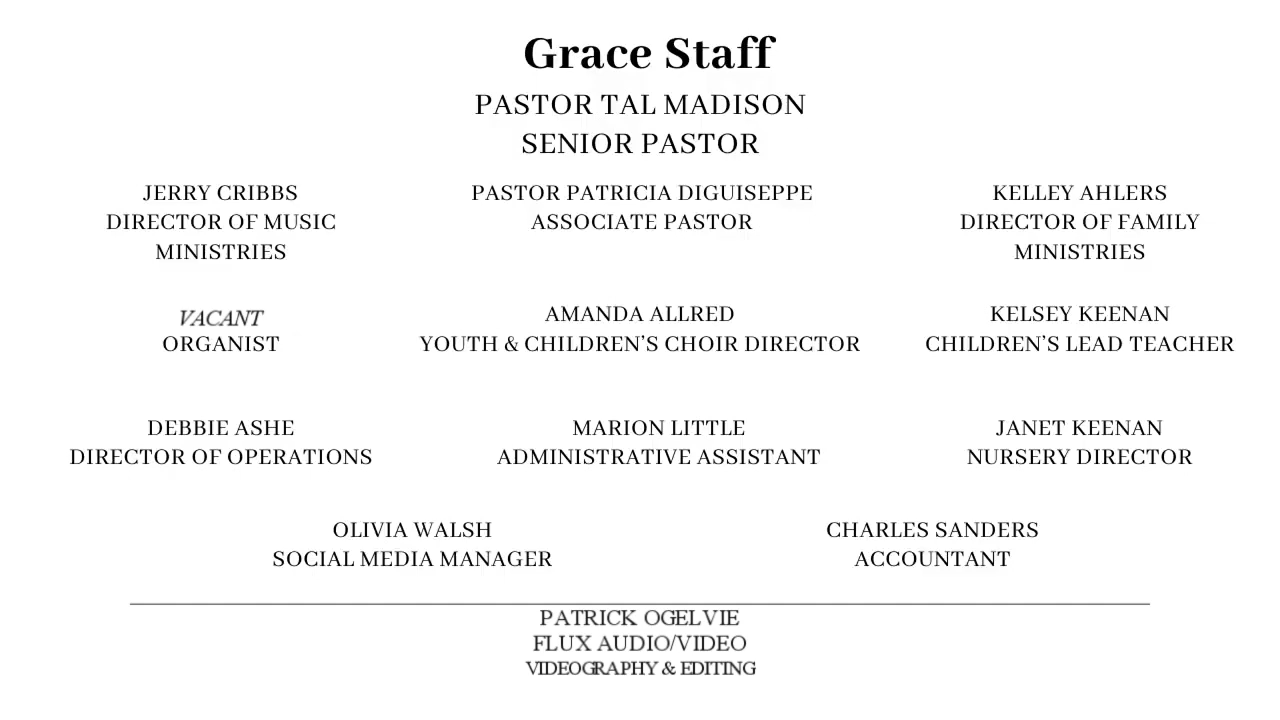 Grace Staff
PASTOR TAL MADISON
SENIOR PASTOR
JERRY CRIBBS
DIRECTOR OF MUSIC
MINISTRIES
PASTOR PATRICIA DIGUISEPPE
ASSOCIATE PASTOR
KELLEY AHLERS
DIRECTOR OF FAMILY
MINISTRIES
VACANT
ORGANIST
AMANDA ALLRED
YOUTH & CHILDREN’S CHOIR DIRECTOR
KELSEY KEENAN
CHILDREN’S LEAD TEACHER
DEBBIE ASHE
DIRECTOR OF OPERATIONS
MARION LITTLE
ADMINISTRATIVE ASSISTANT
JANET KEENAN
NURSERY DIRECTOR
OLIVIA WALSH
SOCIAL MEDIA MANAGER
CHARLES SANDERS
ACCOUNTANT
PATRICK OGELVIE
FLUX AUDIO/VIDEO
VIDEOGRAPHY & EDITING